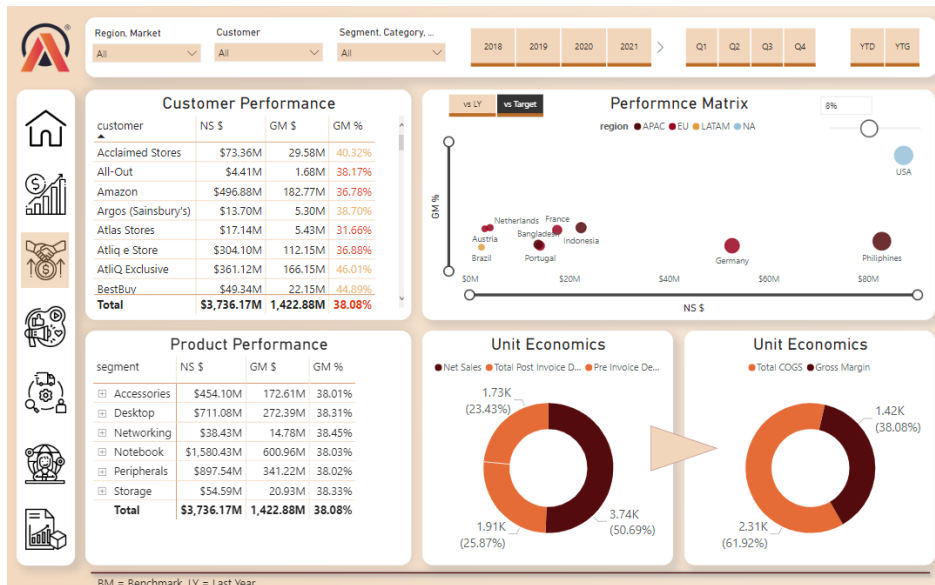 Region, Market
All
Customer
All
Segment, Category, ...
All
2018 2019 2020 2021
Q1 Q2 Q3 Q4
YTD YTG
Customer Performance
customer NS $ GM $ GM %
Acclaimed Stores $73.36M 29.58M 40.32%
All-Out $4.41M 1.68M 38.17%
Amazon $496.88M 182.77M 36.78%
Argos (Sainsbury's) $13.70M 5.30M 38.70%
Atlas Stores $17.14M 5.43M 31.66%
Atliq e Store $304.10M 112.15M 36.88%
AtliQ Exclusive $361.12M 166.15M 46.01%
BestBuy $49.34M 22.15M 44.89%
Total $3,736.17M 1,422.88M 38.08%
vs LY vs Target
Performnce Matrix
8%
region APAC EU LATAM NA
GM %
USA
Netherlands France
Austria Bangladesh Indonesia
Brazil Portugal Germany Philiphines
$0M $20M $40M $60M $80M
NS $
Product Performance
segment NS $ GM $ GM %
Accessories $454.10M 172.61M 38.01%
Desktop $711.08M 272.39M 38.31%
Networking $38.43M 14.78M 38.45%
Notebook $1,580.43M 600.96M 38.03%
Peripherals $897.54M 341.22M 38.02%
Storage $54.59M 20.93M 38.33%
Total $3,736.17M 1,422.88M 38.08%
Unit Economics
Net Sales Total Post Invoice D... Pre Invoice De...
1.73K
(23.43%)
1.91K
(25.87%)
3.74K
(50.69%)
Unit Economics
Total COGS Gross Margin
1.42K
(38.08%)
2.31K
(61.92%)
BM = Benchmark, LY = Last Year